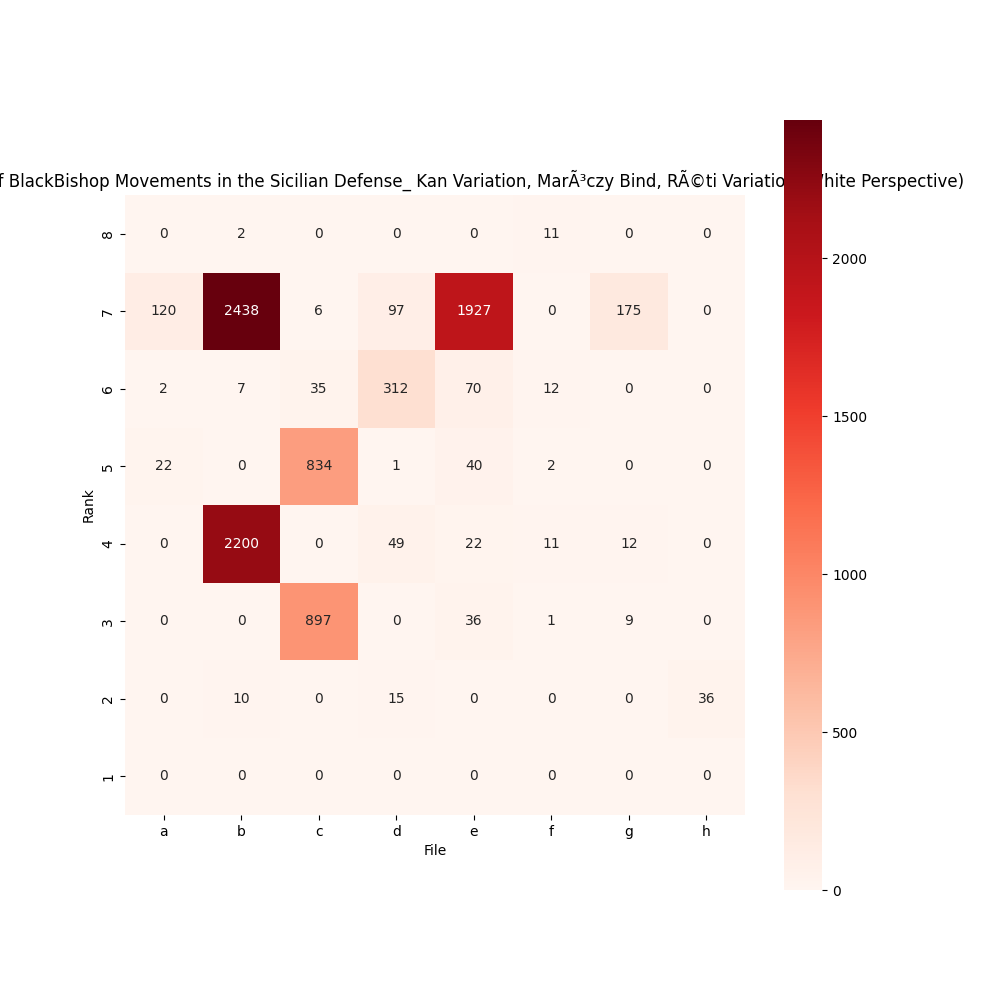 f BlackBishop Movements in the Sicilian Defense_ Kan Variation, MarÃ³czy Bind, RÃ©ti Variatio White Perspective)
8 0 2 0 0 0 11 0 0
7 120 2438 6 97 1927 0 175 0
6 2 7 35 312 70 12 0 0
5 22 0 834 1 40 2 0 0
4 0 2200 0 49 22 11 12 0
3 0 0 897 0 36 1 9 0
2 0 10 0 15 0 0 0 36
1 0 0 0 0 0 0 0 0
a b c d e f g h
File
Rank
2000
1500
1000
500
0